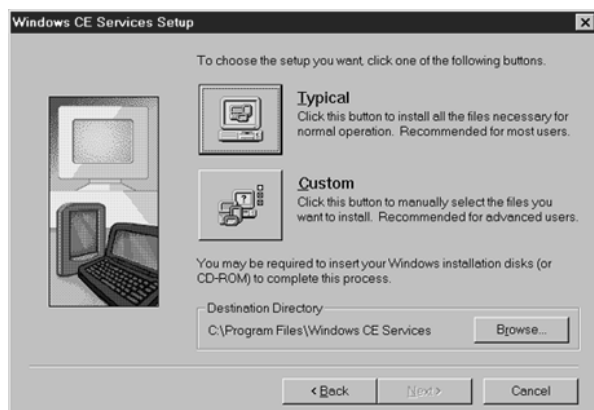 Windows CE Services Setup
To choose the setup you want, click one of the following buttons.
Typical
Click this button to install all the files necessary for
normal operation. Recommended for most users.
Custom
Click this button to manually select the files you
want to install. Recommended for advanced users.
You may be required to insert your Windows installation disks (or
CD-ROM) to complete this process.
Destination Directory
C:\Program Files\Windows CE Services
Browse...
< Back
Next >
Cancel